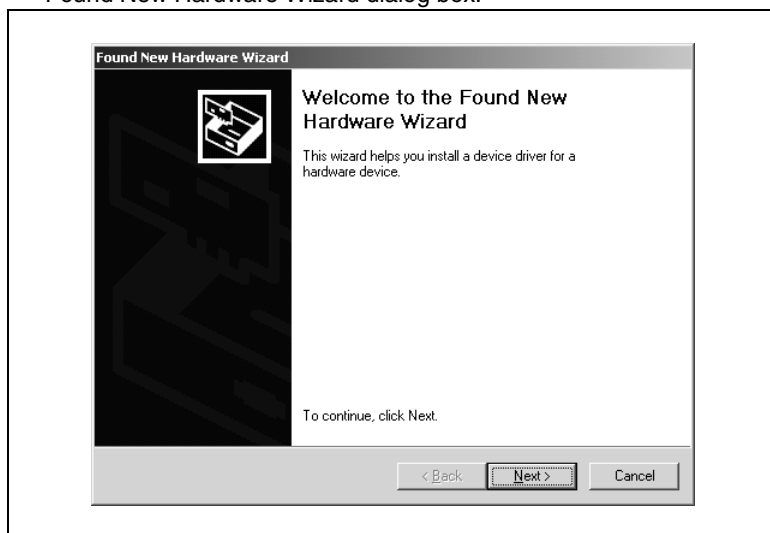 Found New Hardware Wizard dialog box.
Found New Hardware Wizard
Welcome to the Found New
Hardware Wizard
This wizard helps you install a device driver for a
hardware device.
To continue, click Next.
< Back
Next >
Cancel